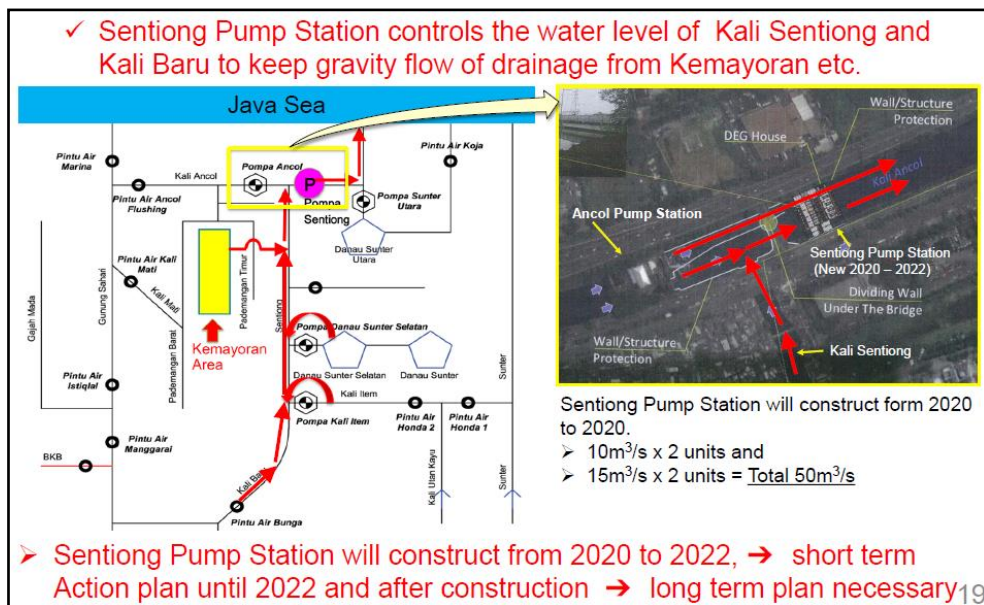 ✓ Sentiong Pump Station controls the water level of Kali Sentiong and
Kali Baru to keep gravity flow of drainage from Kemayoran etc.
Java Sea
Pintu Air
Marina
Kali Ancol
Pompa Ancol
P
Pompa
Sentiong
Pintu Air Koja
Pintu Air Ancol
Flushing
Pompa Sunter
Utara
Danau Sunter
Utara
Pintu Air Kali
Mati
Kali Mati
Gajah Mada
Gunung Sahari
Pademangan Barat
Pademangan Timur
Sentiong
Kemayoran
Area
Pompa Danau Sunter Selatan
Danau Sunter Selatan
Danau Sunter
Sunter
Pintu Air
Istiqlal
Kali Item
Pompa Kali Item
Pintu Air
Honda 2
Pintu Air
Honda 1
Pintu Air
Manggarai
BKB
Kali Baru
Pintu Air Bunga
Kali Utan Kayu
Sunter
Sunter
Wall/Structure
Protection
DEG House
Kali Ancol
Ancol Pump Station
Sentiong Pump Station
(New 2020 – 2022)
Dividing Wall
Under The Bridge
Wall/Structure
Protection
Kali Sentiong
Sentiong Pump Station will construct form 2020
to 2020.
➢ 10m³/s x 2 units and
➢ 15m³/s x 2 units = Total 50m³/s
➢ Sentiong Pump Station will construct from 2020 to 2022, → short term
Action plan until 2022 and after construction → long term plan necessary
19